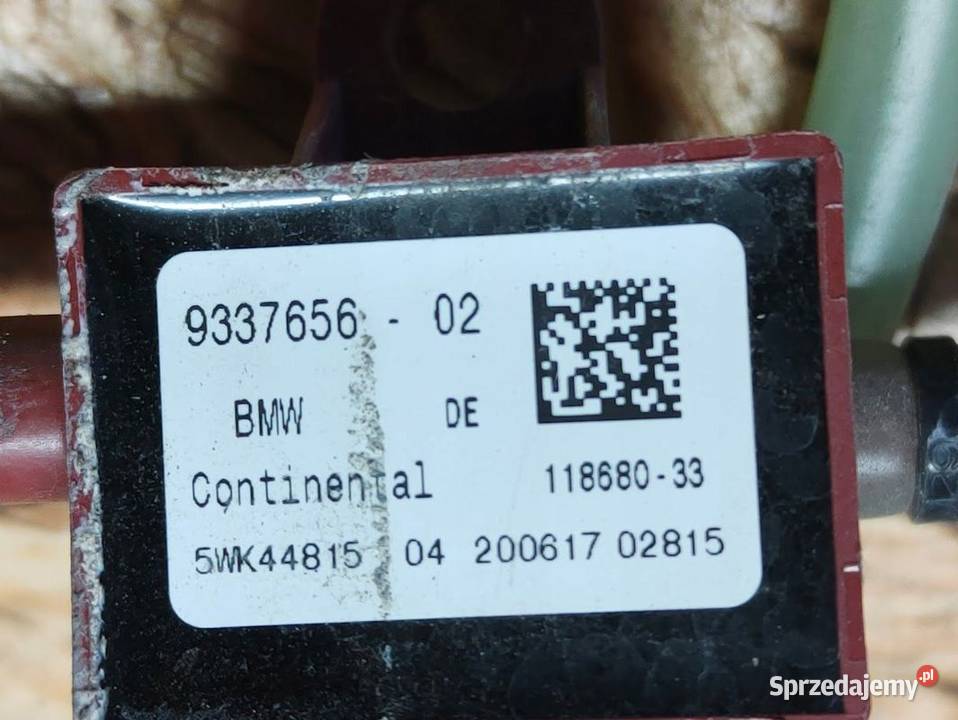 9337656 - 02
BMW DE
Continental 118680-33
5WK44815 04 200617 02815
Sprzedajemy.pl